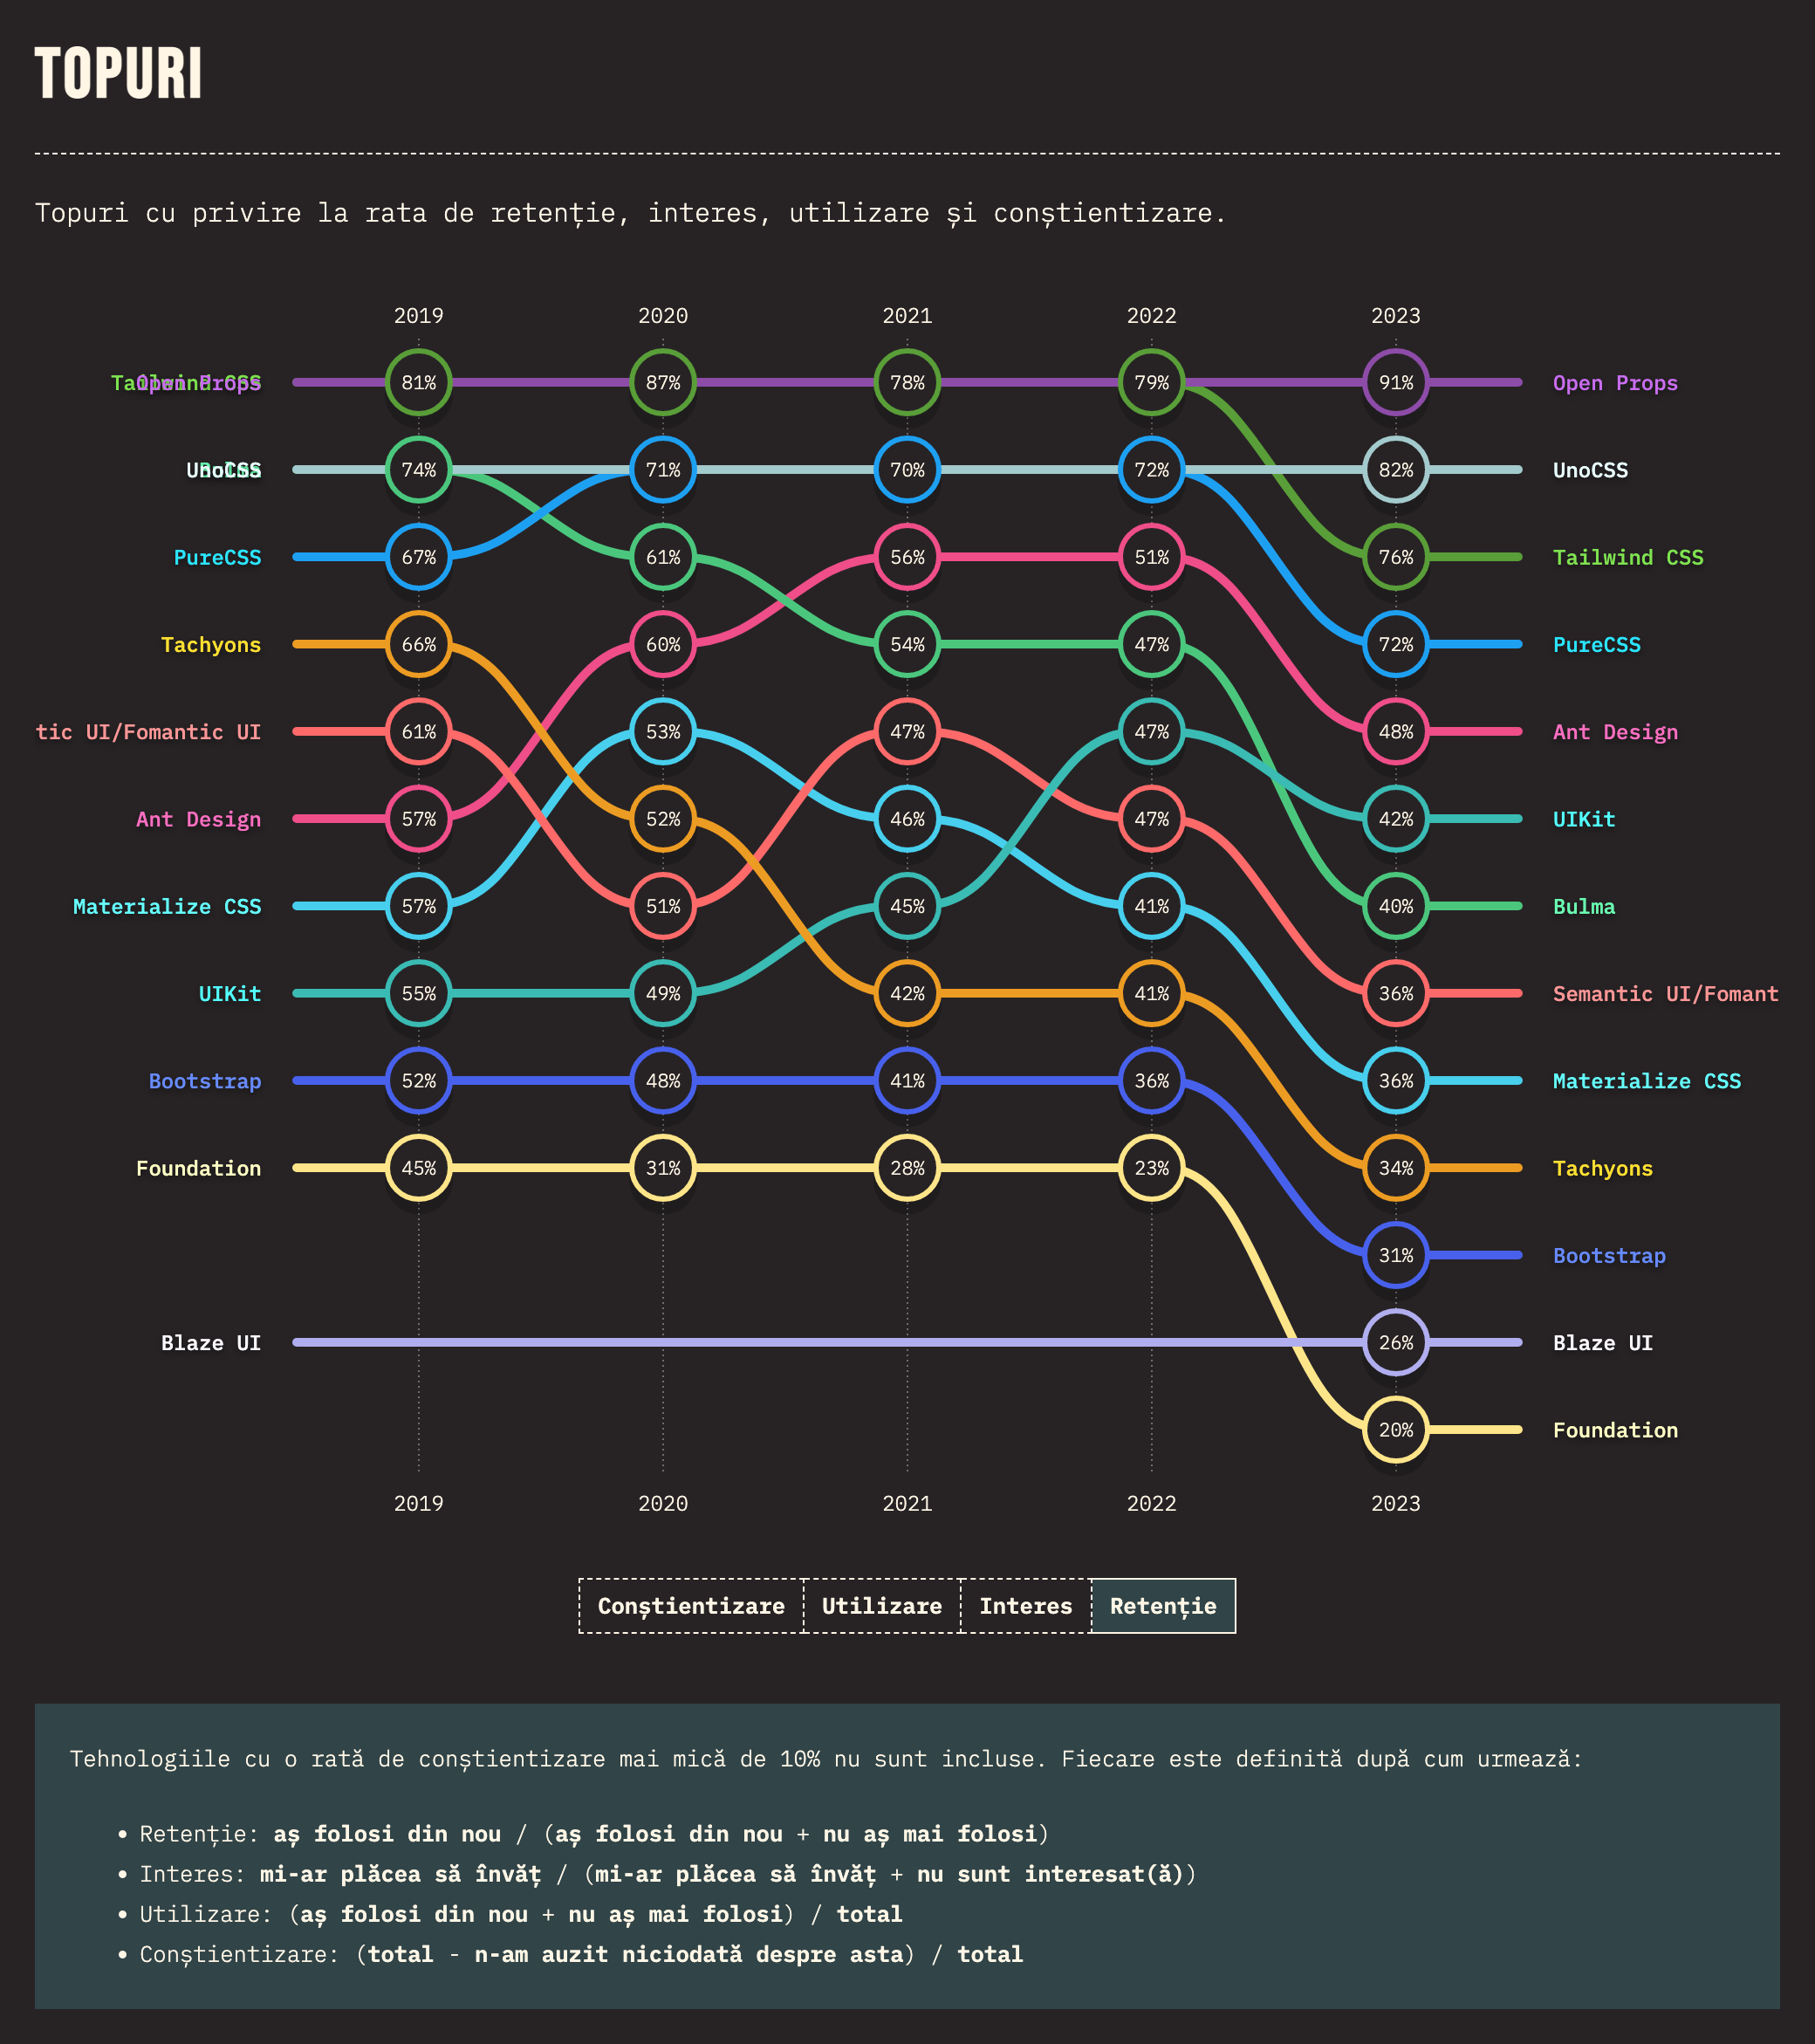 TOPURI
Topuri cu privire la rata de retenție, interes, utilizare și conștientizare.
2019 2020 2021 2022 2023
Tailwind CSS Open Props 81% 87% 78% 79% 91% Open Props
UnoCSS Bulma 74% 71% 70% 72% 82% UnoCSS
PureCSS 67% 61% 56% 51% 76% Tailwind CSS
Tachyons 66% 60% 54% 47% 72% PureCSS
tic UI/Fomantic UI 61% 53% 47% 47% 48% Ant Design
Ant Design 57% 52% 46% 47% 42% UIKit
Materialize CSS 57% 51% 45% 41% 40% Bulma
UIKit 55% 49% 42% 41% 36% Semantic UI/Fomant
Bootstrap 52% 48% 41% 36% 36% Materialize CSS
Foundation 45% 31% 28% 23% 34% Tachyons
31% Bootstrap
Blaze UI 26% Blaze UI
20% Foundation
2019 2020 2021 2022 2023
Conștientizare Utilizare Interes Retenție
Tehnologiile cu o rată de conștientizare mai mică de 10% nu sunt incluse. Fiecare este definită după cum urmează:
• Retenție: aș folosi din nou / (aș folosi din nou + nu aș mai folosi)
• Interes: mi-ar plăcea să învăț / (mi-ar plăcea să învăț + nu sunt interesat(ă))
• Utilizare: (aș folosi din nou + nu aș mai folosi) / total
• Conștientizare: (total - n-am auzit niciodată despre asta) / total